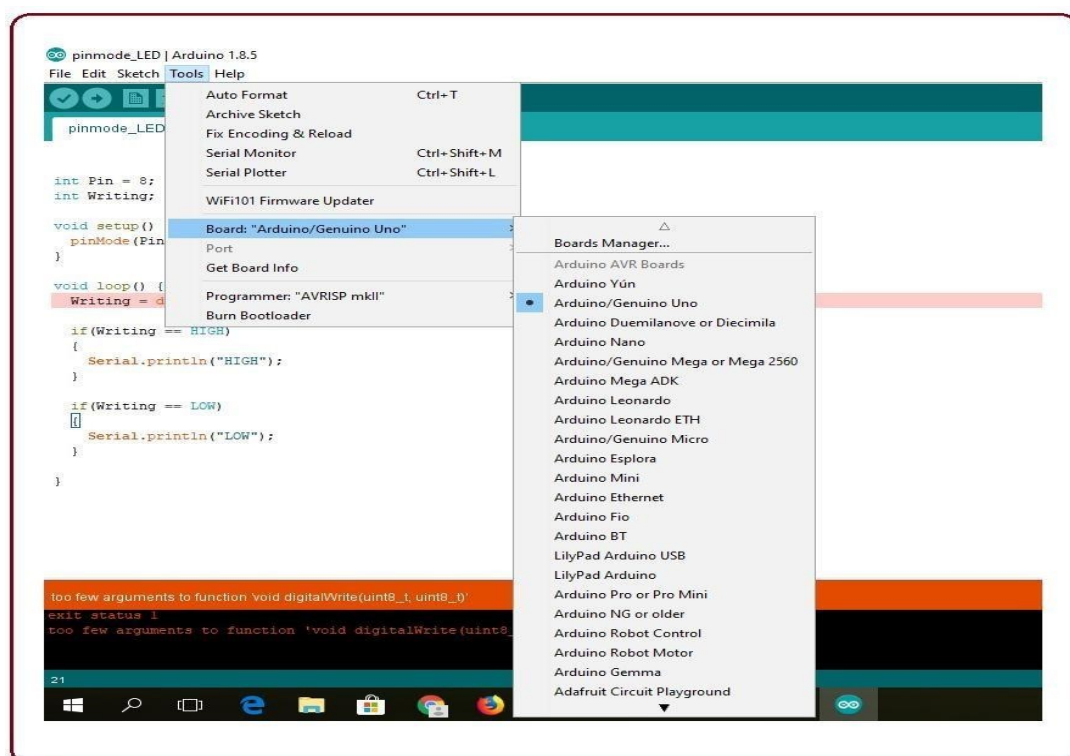 pinmode_LED | Arduino 1.8.5
File Edit Sketch Tools Help
pinmode_LED
Auto Format Ctrl+T
Archive Sketch
Fix Encoding & Reload
Serial Monitor Ctrl+Shift+M
Serial Plotter Ctrl+Shift+L
WiFi101 Firmware Updater
Board: "Arduino/Genuino Uno"
Port
Get Board Info
Programmer: "AVRISP mkII"
Burn Bootloader
int Pin = 8;
int Writing;
void setup()
pinMode(Pin
}
void loop() {
Writing = d
if(Writing == HIGH)
{
Serial.println("HIGH");
}
if(Writing == LOW)
{
Serial.println("LOW");
}
}
Boards Manager...
Arduino AVR Boards
Arduino Yún
Arduino/Genuino Uno
Arduino Duemilanove or Diecimila
Arduino Nano
Arduino/Genuino Mega or Mega 2560
Arduino Mega ADK
Arduino Leonardo
Arduino Leonardo ETH
Arduino/Genuino Micro
Arduino Esplora
Arduino Mini
Arduino Ethernet
Arduino Fio
Arduino BT
LilyPad Arduino USB
LilyPad Arduino
Arduino Pro or Pro Mini
Arduino NG or older
Arduino Robot Control
Arduino Robot Motor
Arduino Gemma
Adafruit Circuit Playground
too few arguments to function 'void digitalWrite(uint8_t, uint8_t)'
exit status 1
too few arguments to function 'void digitalWrite(uint8_
21